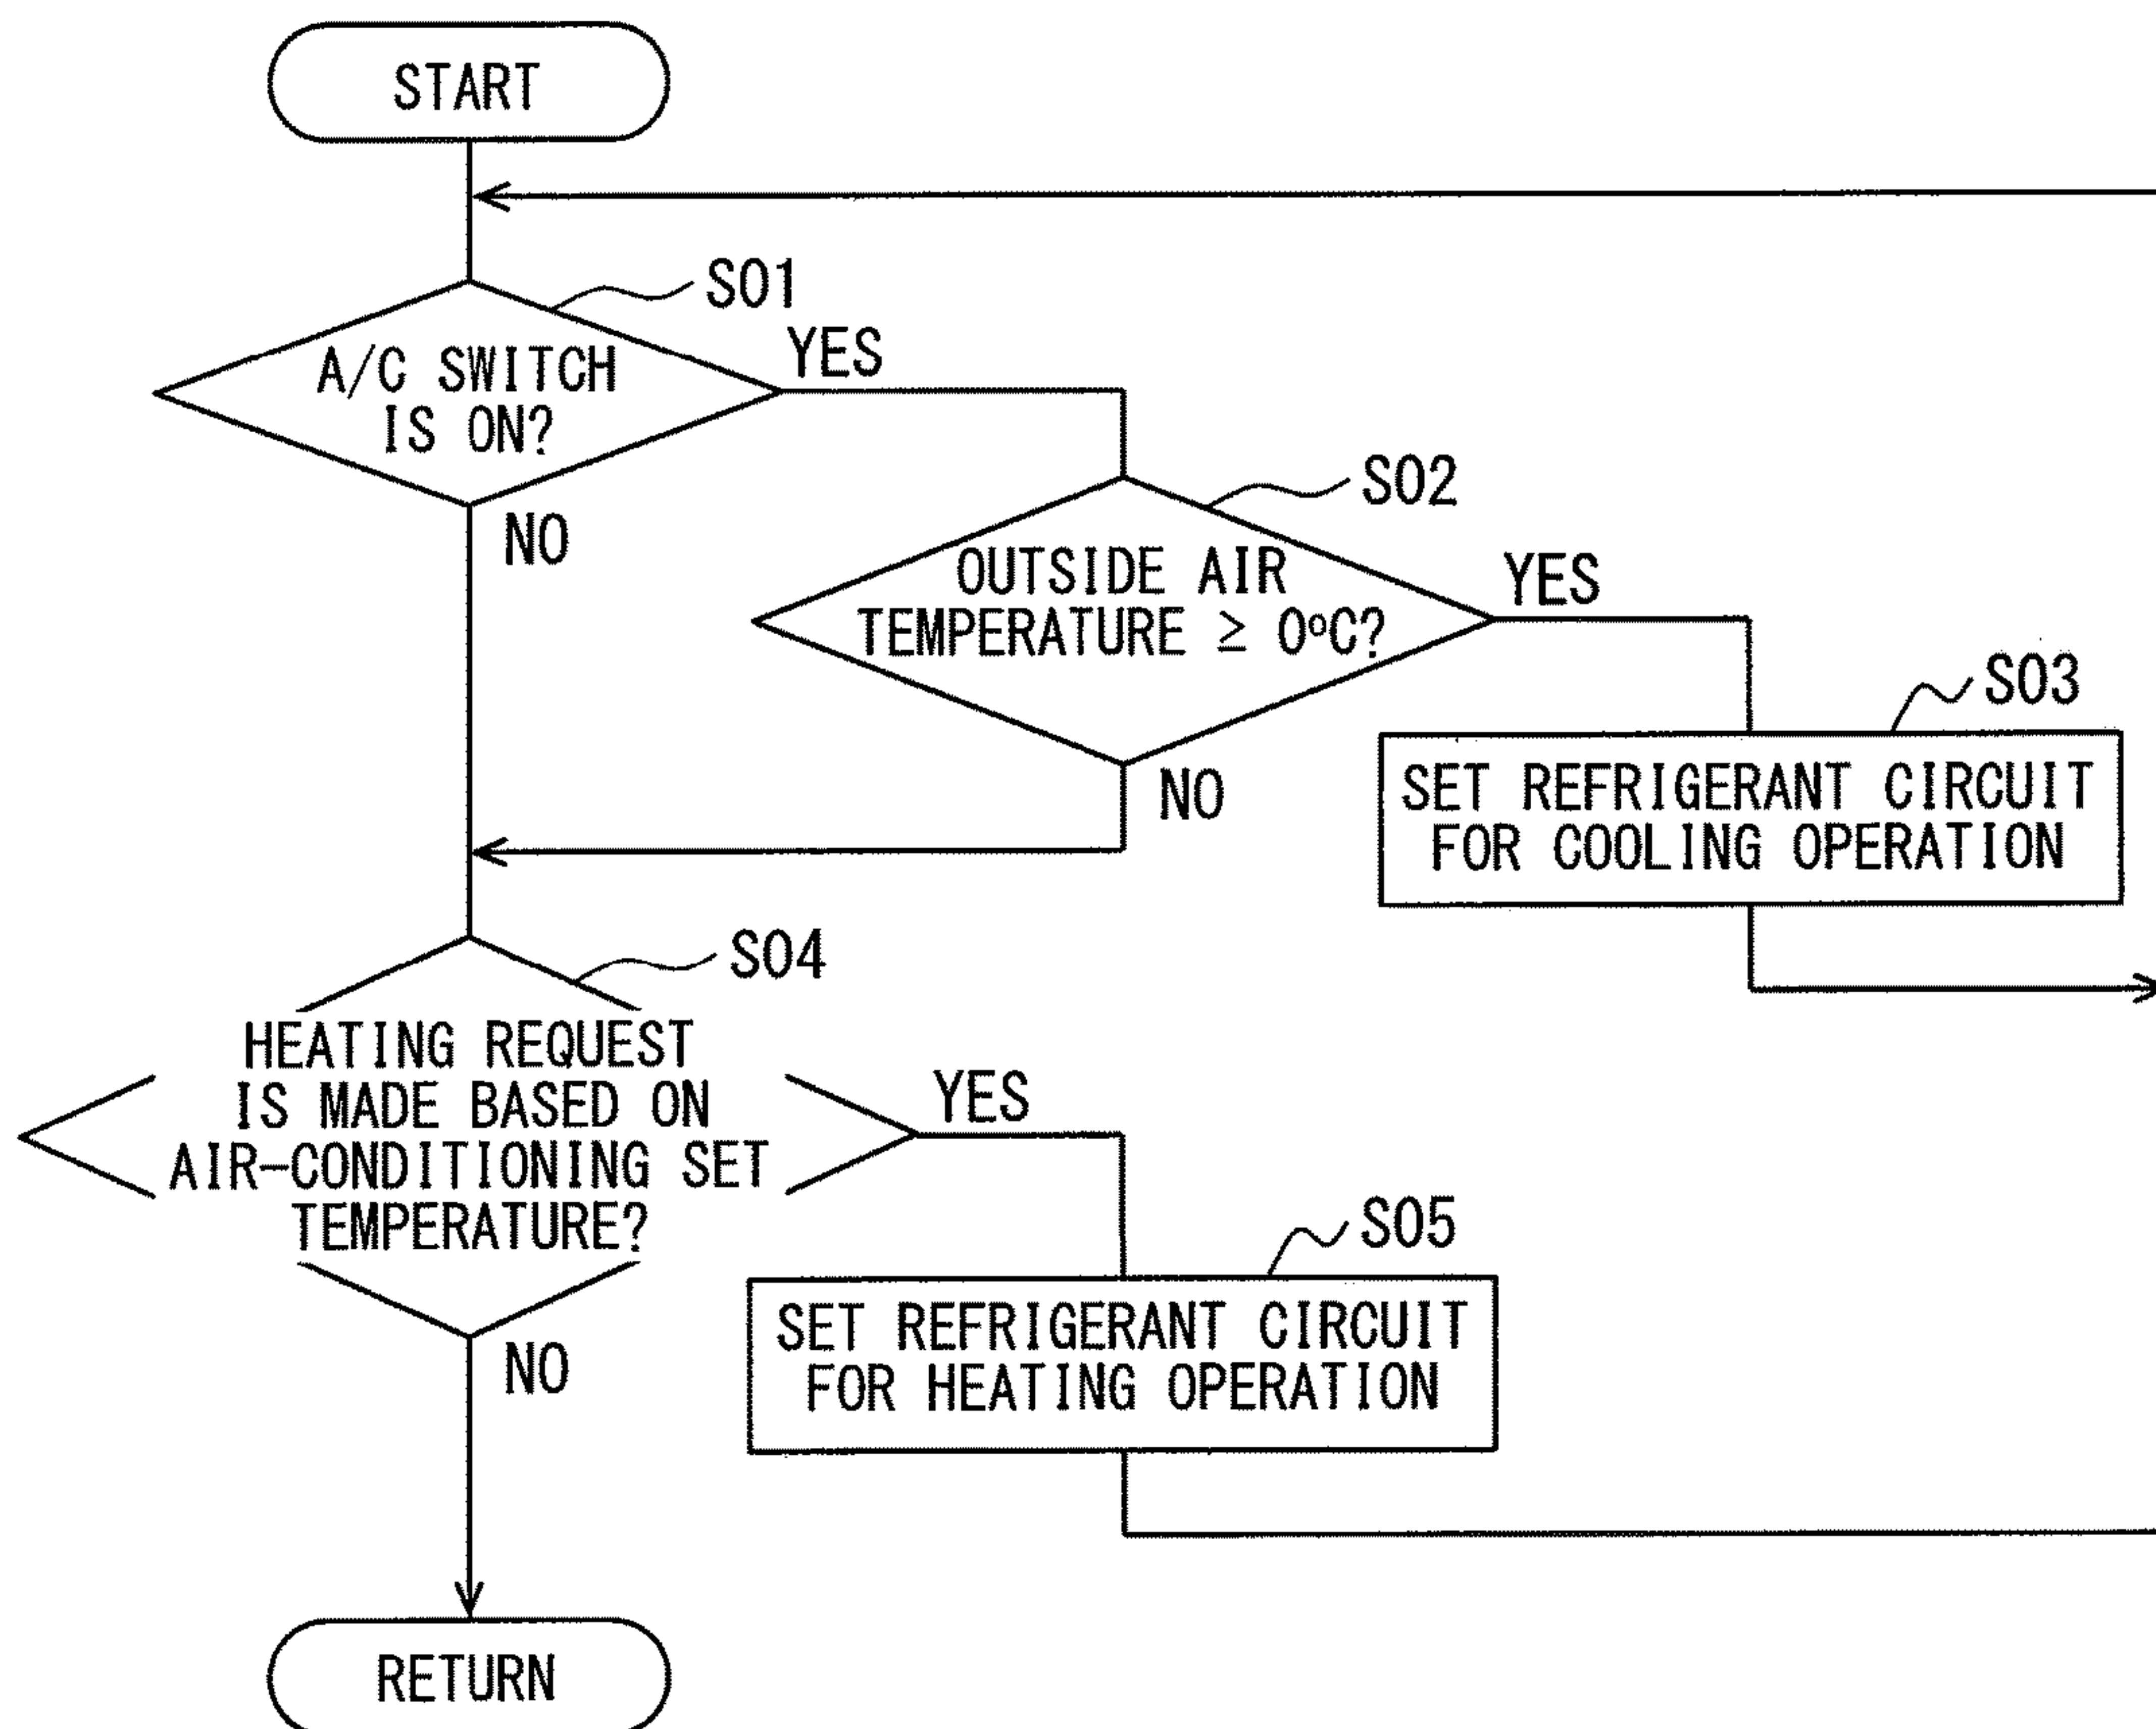 START
S01
A/C SWITCH
IS ON?
YES
NO
S02
OUTSIDE AIR
TEMPERATURE ≥ 0°C?
YES
NO
S03
SET REFRIGERANT CIRCUIT
FOR COOLING OPERATION
S04
HEATING REQUEST
IS MADE BASED ON
AIR-CONDITIONING SET
TEMPERATURE?
YES
NO
S05
SET REFRIGERANT CIRCUIT
FOR HEATING OPERATION
RETURN